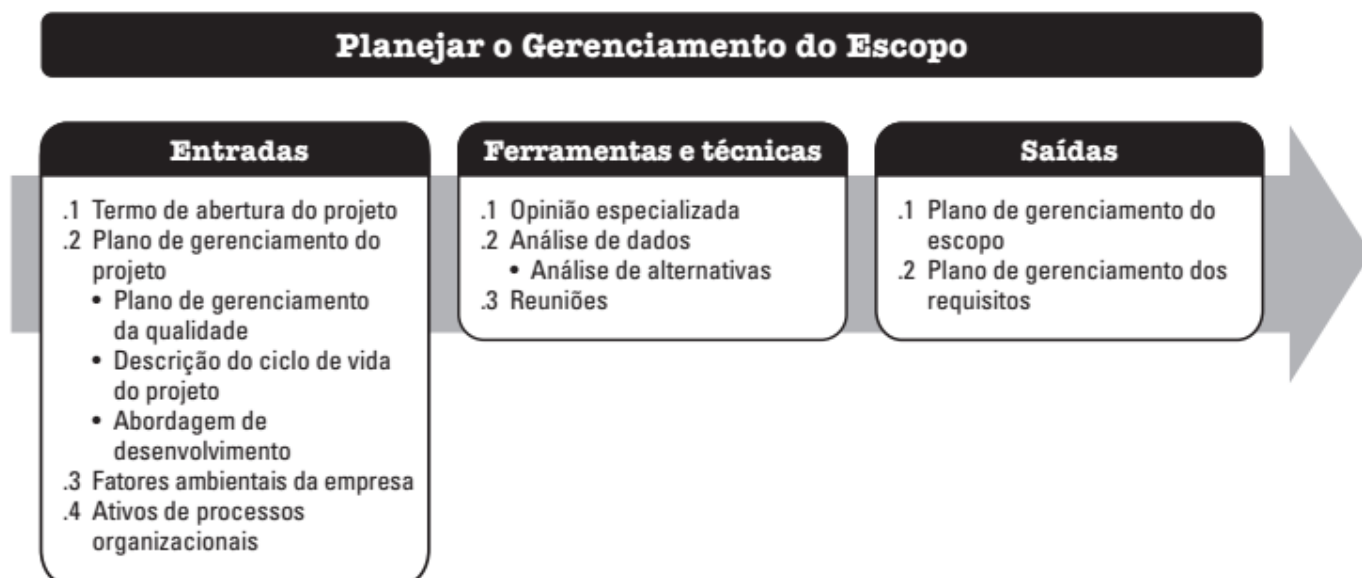 Planejar o Gerenciamento do Escopo
Entradas
.1 Termo de abertura do projeto
.2 Plano de gerenciamento do
projeto
• Plano de gerenciamento
da qualidade
• Descrição do ciclo de vida
do projeto
• Abordagem de
desenvolvimento
.3 Fatores ambientais da empresa
.4 Ativos de processos
organizacionais
Ferramentas e técnicas
.1 Opinião especializada
.2 Análise de dados
• Análise de alternativas
.3 Reuniões
Saídas
.1 Plano de gerenciamento do
escopo
.2 Plano de gerenciamento dos
requisitos